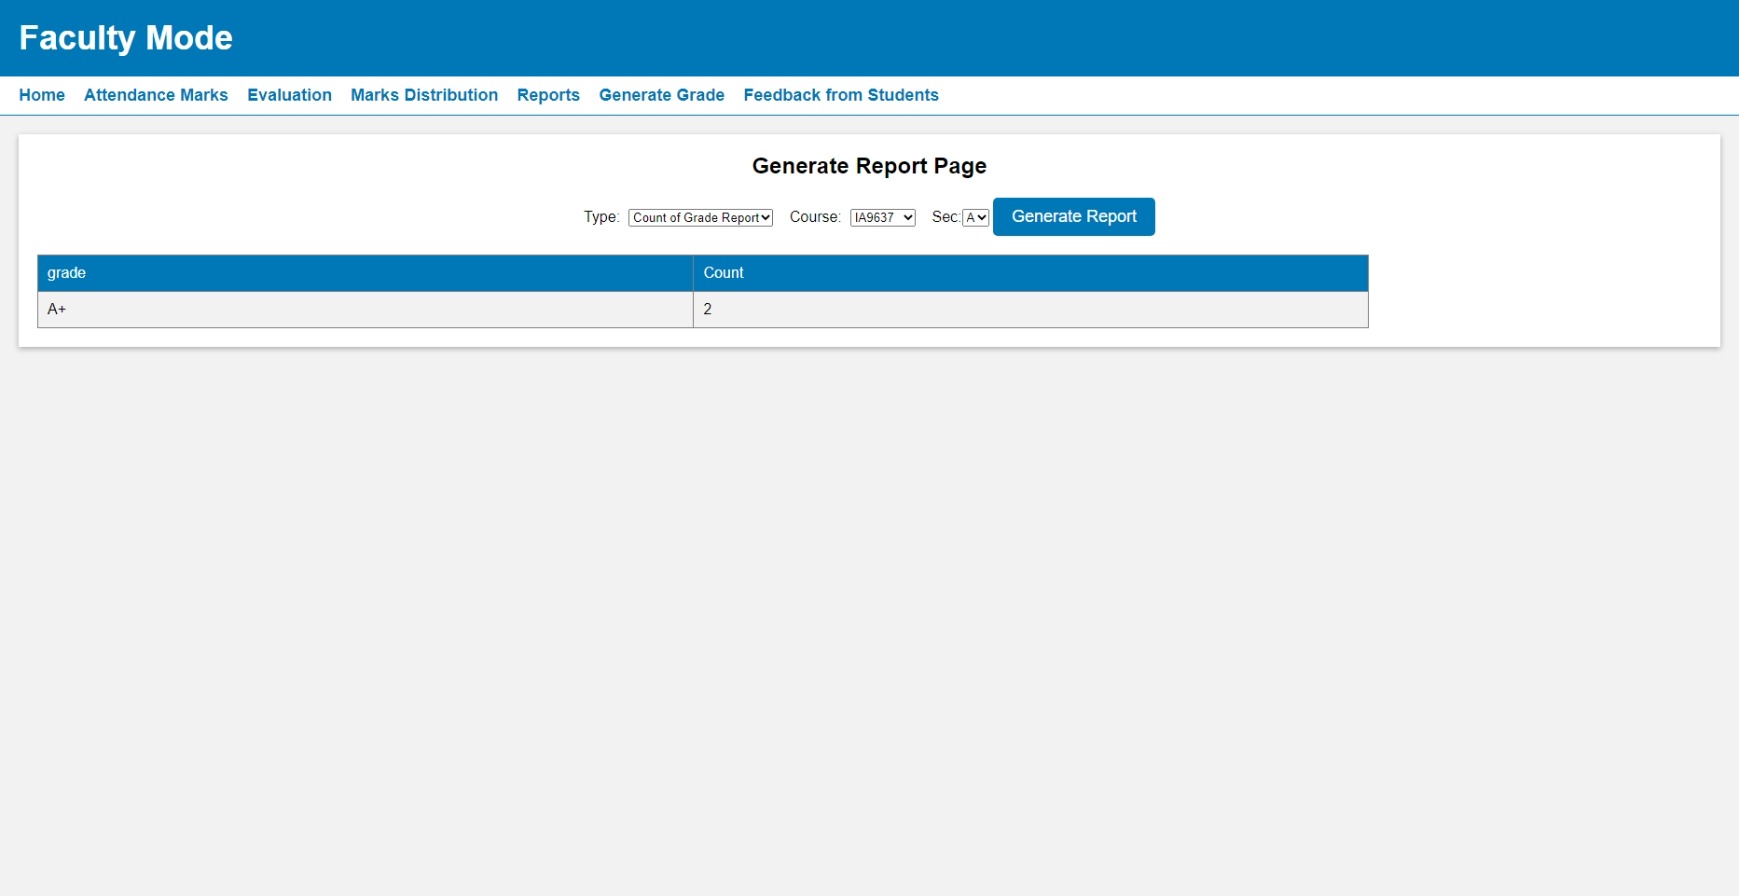 Faculty Mode
Home Attendance Marks Evaluation Marks Distribution Reports Generate Grade Feedback from Students
Generate Report Page
Type: Count of Grade Report Course: IA9637 Sec: A Generate Report
grade Count
A+ 2